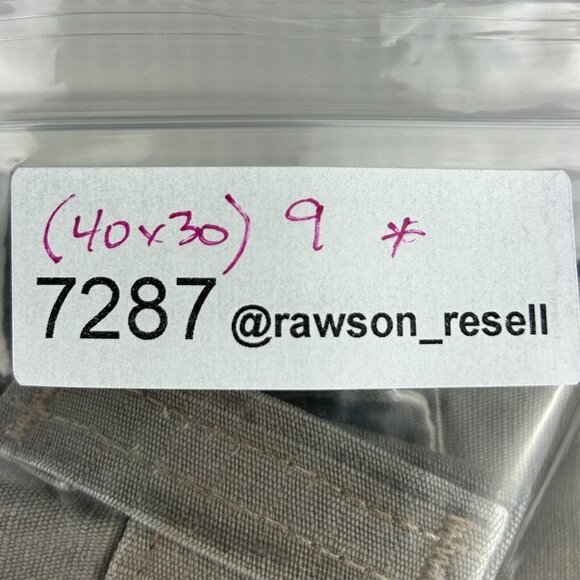 (40x30) 9 *
7287 @rawson_resell